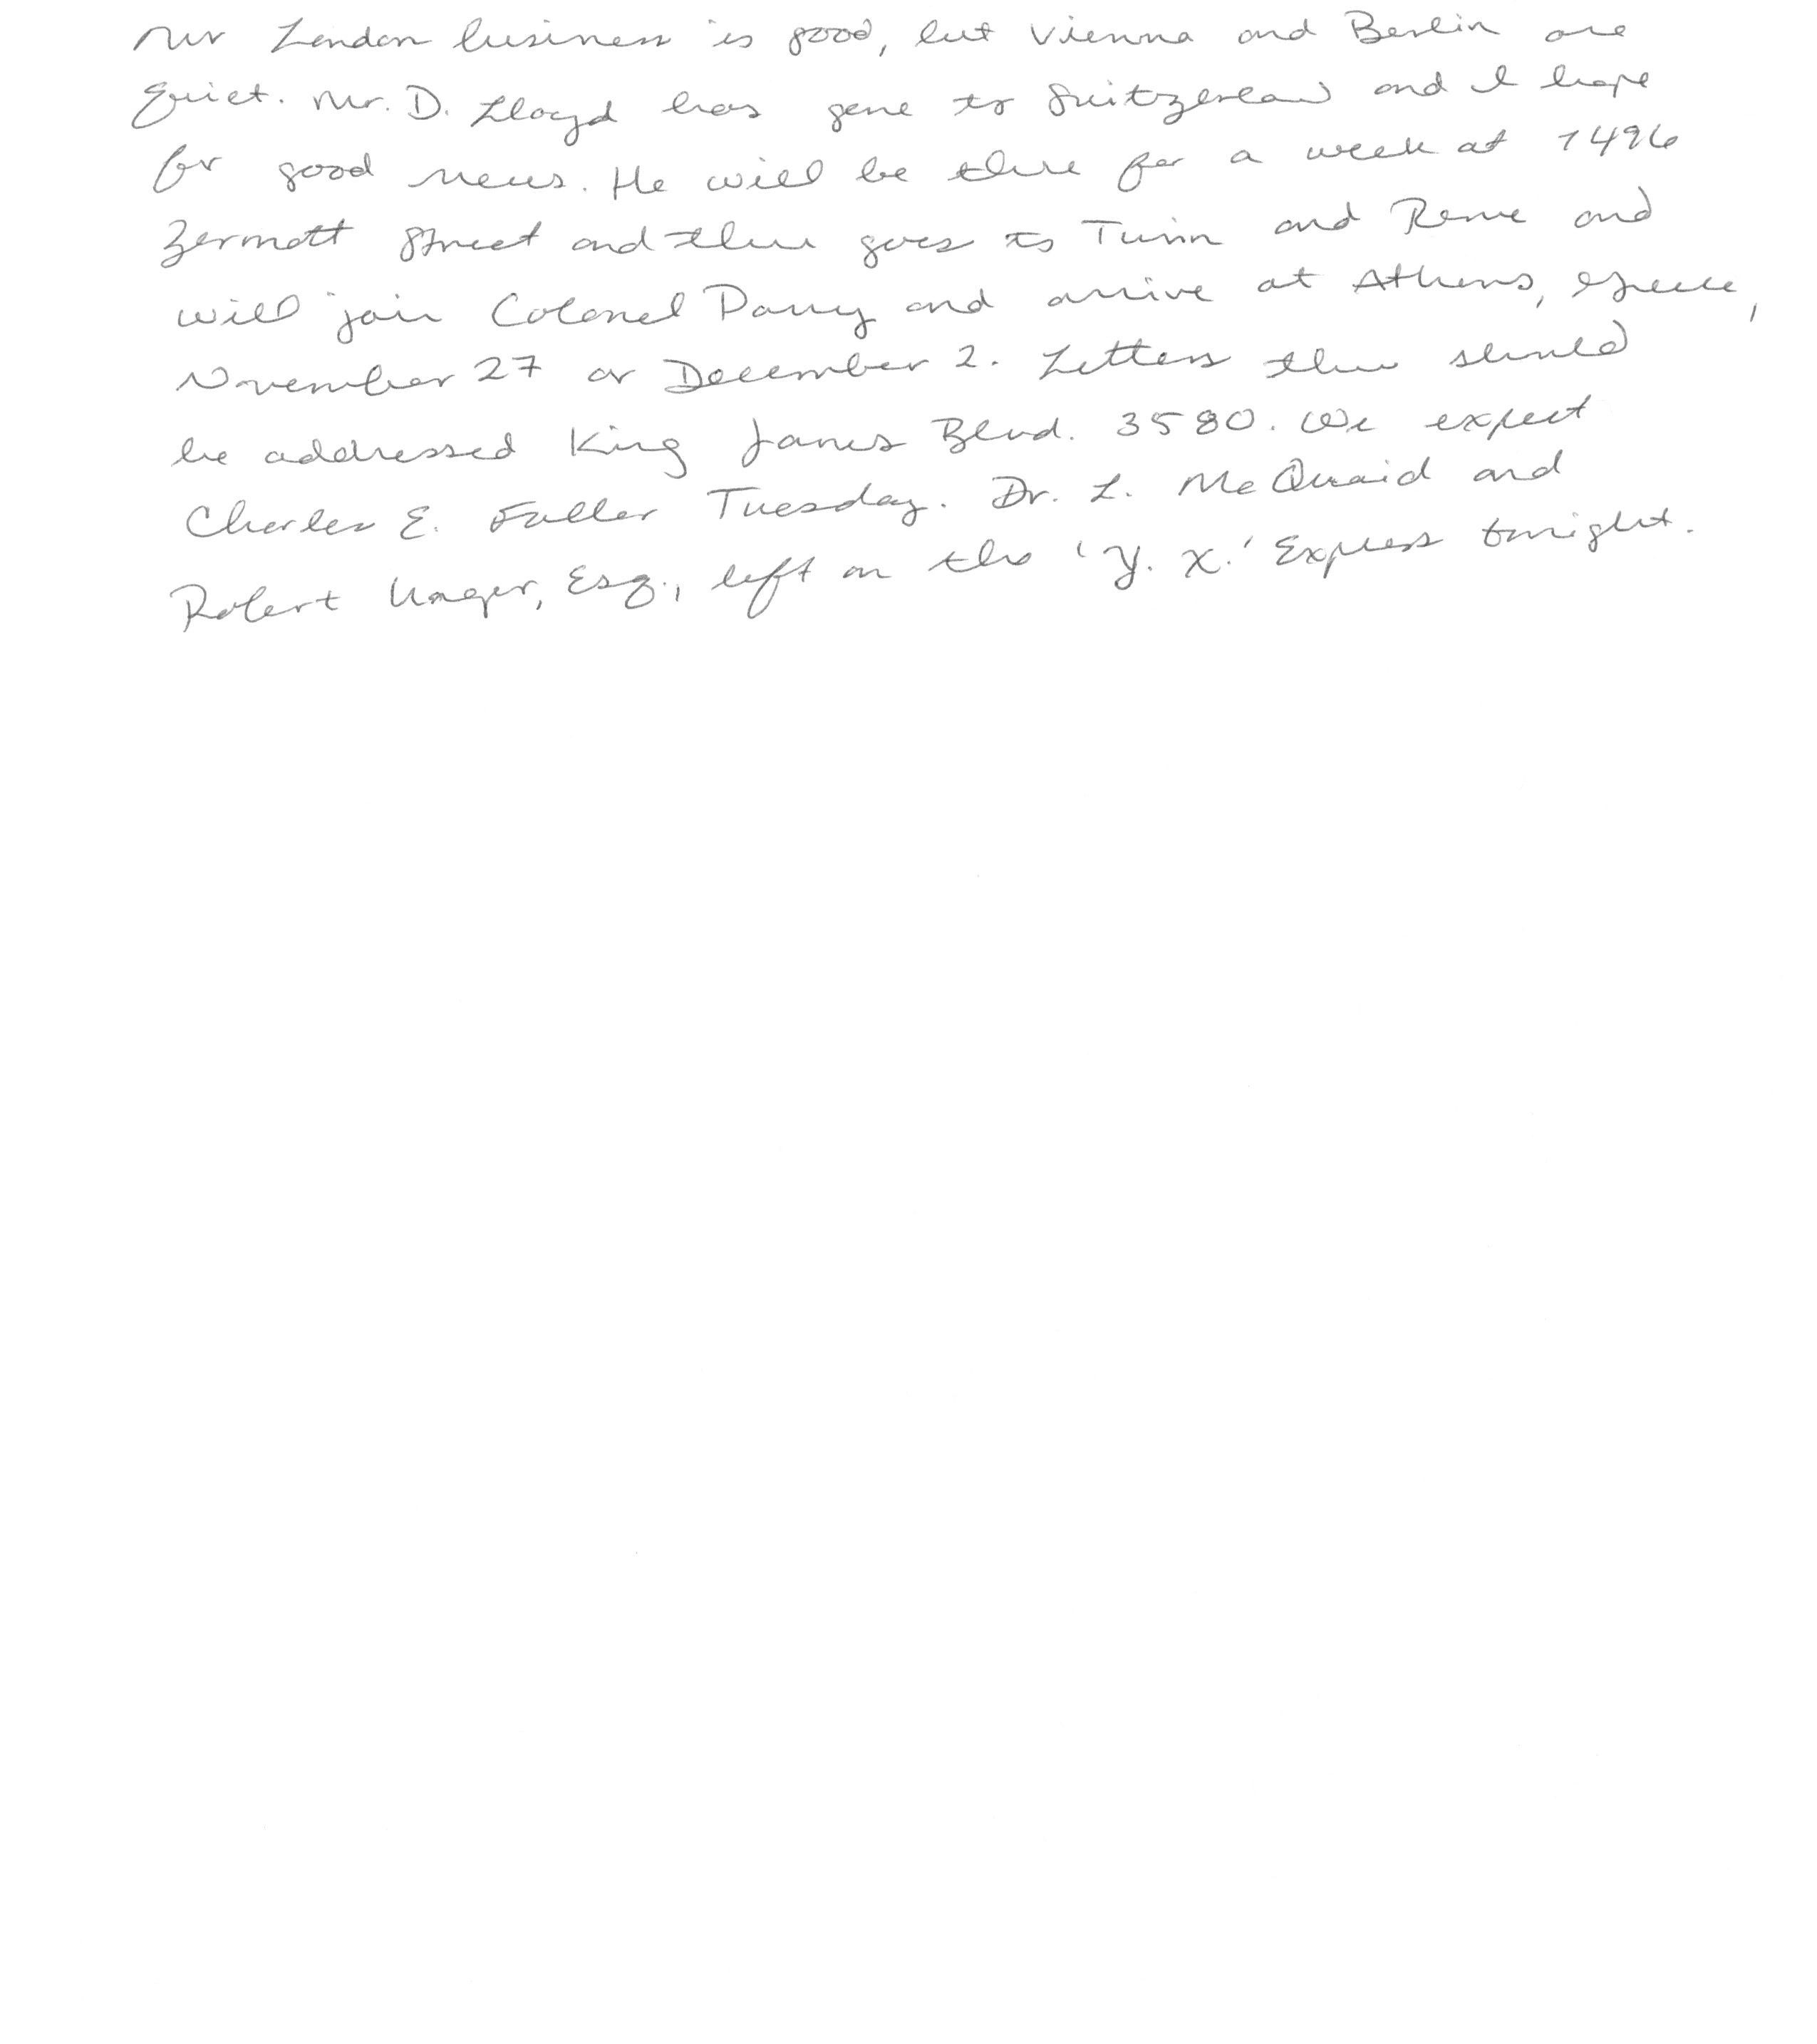 Our London business is good, but Vienna and Berlin are
quiet. Mr. D. Lloyd has gone to Switzerland and I hope
for good news. He will be there for a week at 1496
Zermott Street and then goes to Turin and Rome and
will join Colonel Parry and arrive at Athens, Greece,
November 27 or December 2. Letters there should
be addressed King James Blvd. 3580. We expect
Charles E. Fuller Tuesday. Dr. L. McQuaid and
Robert Unger, Esq., left on the 'Y. X.' Express tonight.